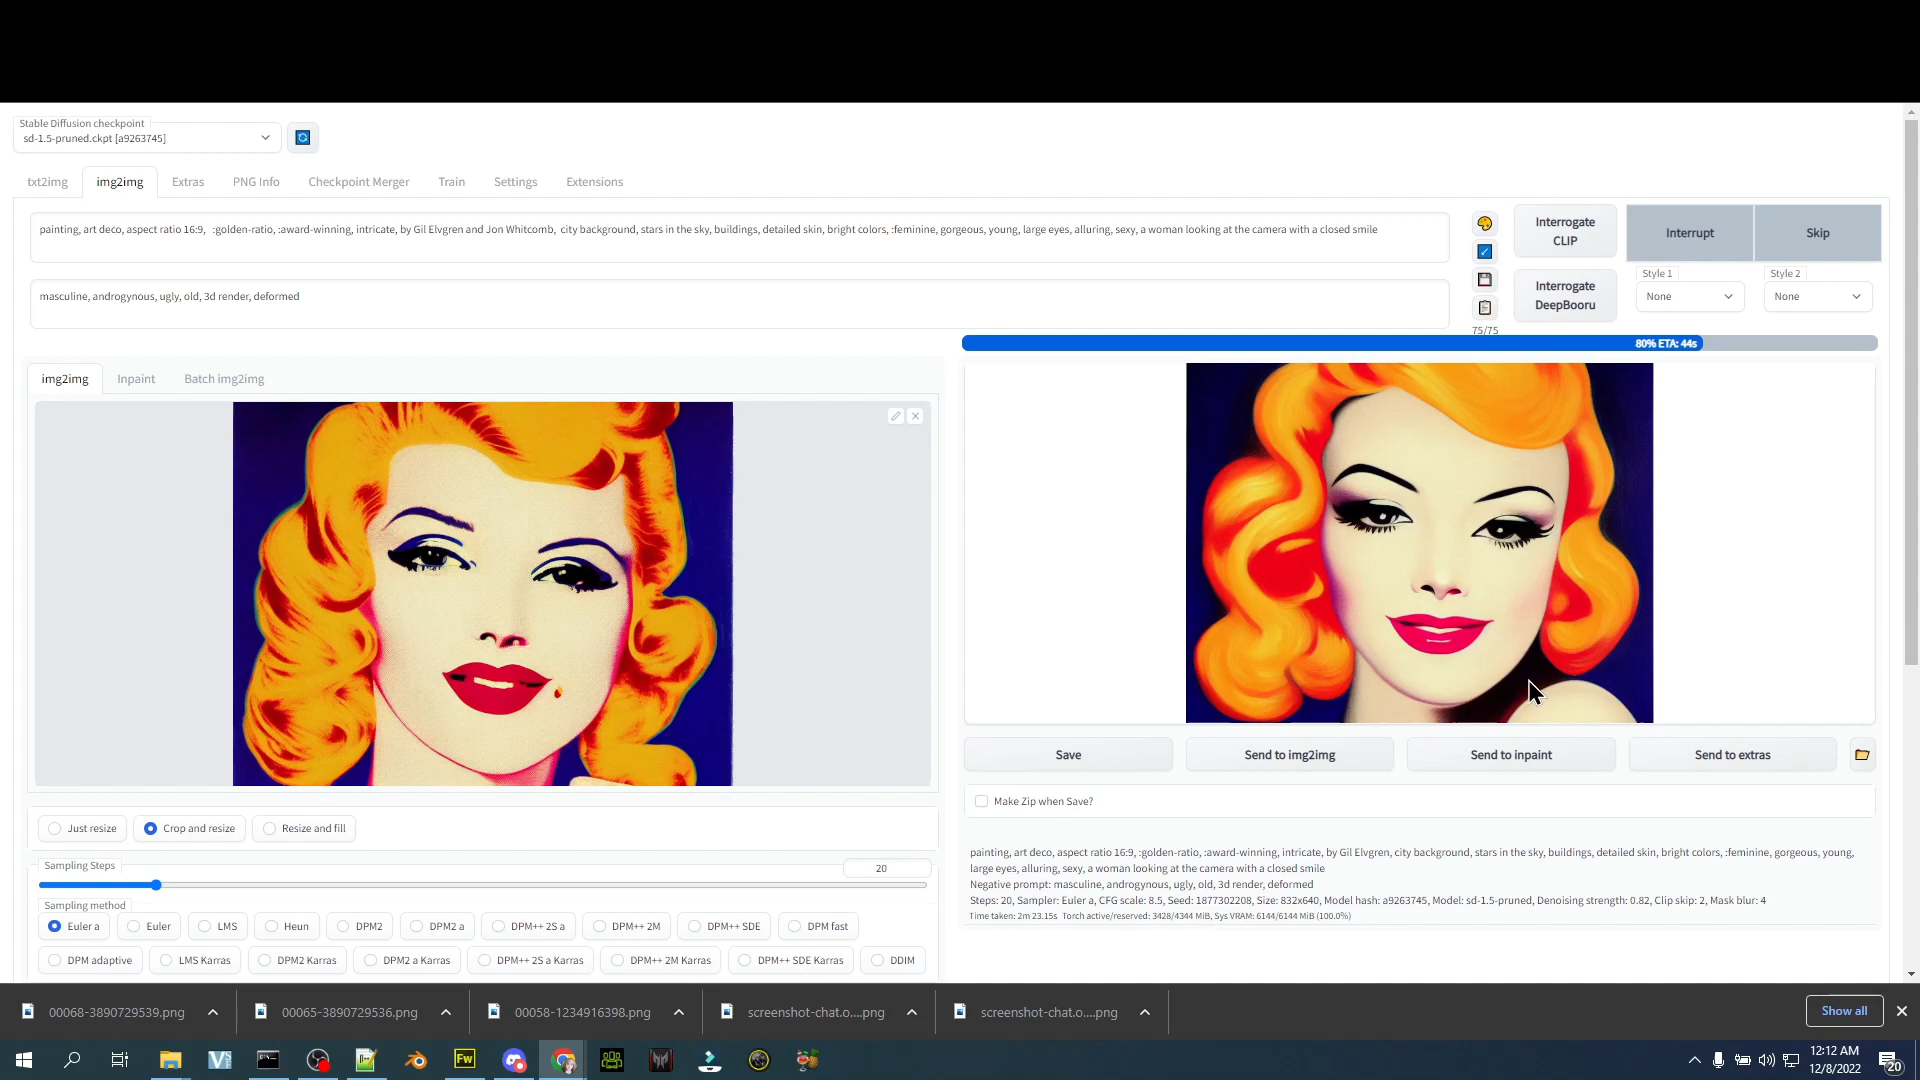 Stable Diffusion checkpoint
sd-1.5-pruned.ckpt [a9263745]
txt2img
img2img
Extras
PNG Info
Checkpoint Merger
Train
Settings
Extensions
painting, art deco, aspect ratio 16:9, :golden-ratio, :award-winning, intricate, by Gil Elvgren and Jon Whitcomb, city background, stars in the sky, buildings, detailed skin, bright colors, :feminine, gorgeous, young, large eyes, alluring, sexy, a woman looking at the camera with a closed smile
masculine, androgynous, ugly, old, 3d render, deformed
75/75
Interrogate
CLIP
Interrogate
DeepBooru
Interrupt
Skip
Style 1
None
Style 2
None
80% ETA: 44s
img2img
Inpaint
Batch img2img
Just resize
Crop and resize
Resize and fill
Sampling Steps
20
Sampling method
Euler a
Euler
LMS
Heun
DPM2
DPM2 a
DPM++ 2S a
DPM++ 2M
DPM++ SDE
DPM fast
DPM adaptive
LMS Karras
DPM2 Karras
DPM2 a Karras
DPM++ 2S a Karras
DPM++ 2M Karras
DPM++ SDE Karras
DDIM
Save
Send to img2img
Send to inpaint
Send to extras
Make Zip when Save?
painting, art deco, aspect ratio 16:9, :golden-ratio, :award-winning, intricate, by Gil Elvgren, city background, stars in the sky, buildings, detailed skin, bright colors, :feminine, gorgeous, young,
large eyes, alluring, sexy, a woman looking at the camera with a closed smile
Negative prompt: masculine, androgynous, ugly, old, 3d render, deformed
Steps: 20, Sampler: Euler a, CFG scale: 8.5, Seed: 1877302208, Size: 832x640, Model hash: a9263745, Model: sd-1.5-pruned, Denoising strength: 0.82, Clip skip: 2, Mask blur: 4
Time taken: 2m 23.15s Torch active/reserved: 3428/4344 MiB, Sys VRAM: 6144/6144 MiB (100.0%)
00068-3890729539.png
00065-3890729536.png
00058-1234916398.png
screenshot-chat.o....png
screenshot-chat.o....png
Show all
Fw
12:12 AM
12/8/2022
20